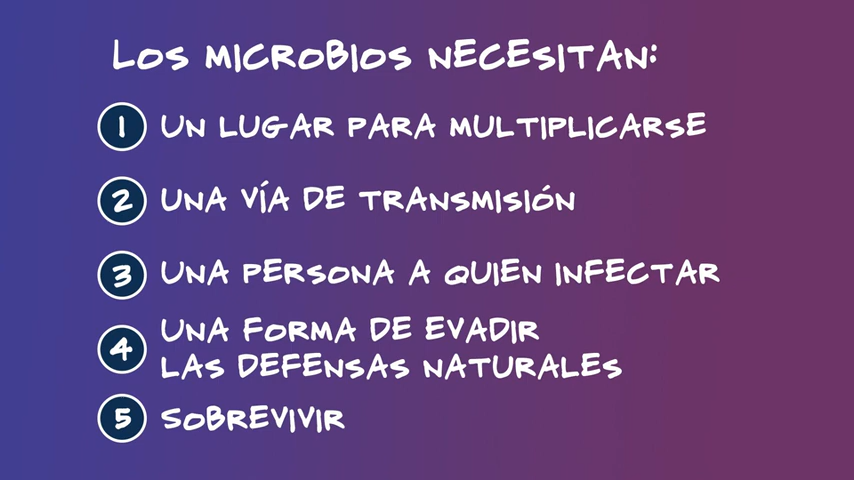 LOS MICROBIOS NECESITAN:
1 UN LUGAR PARA MULTIPLICARSE
2 UNA VÍA DE TRANSMISIÓN
3 UNA PERSONA A QUIEN INFECTAR
4 UNA FORMA DE EVADIR
LAS DEFENSAS NATURALES
5 SOBREVIVIR